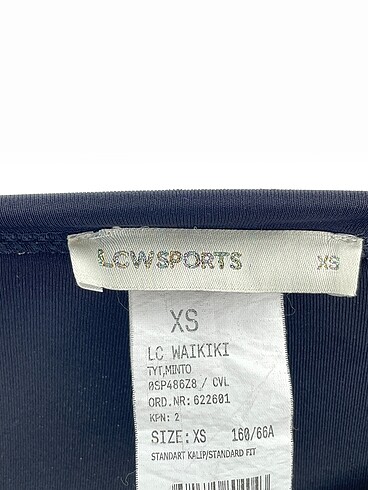 LCWSPORTS XS
XS
LC WAIKIKI
TYT,MINTO
0SP486Z8 / CVL
ORD.NR: 622601
KPN: 2
SIZE: XS 160/66A
STANDART KALIP/STANDARD FIT